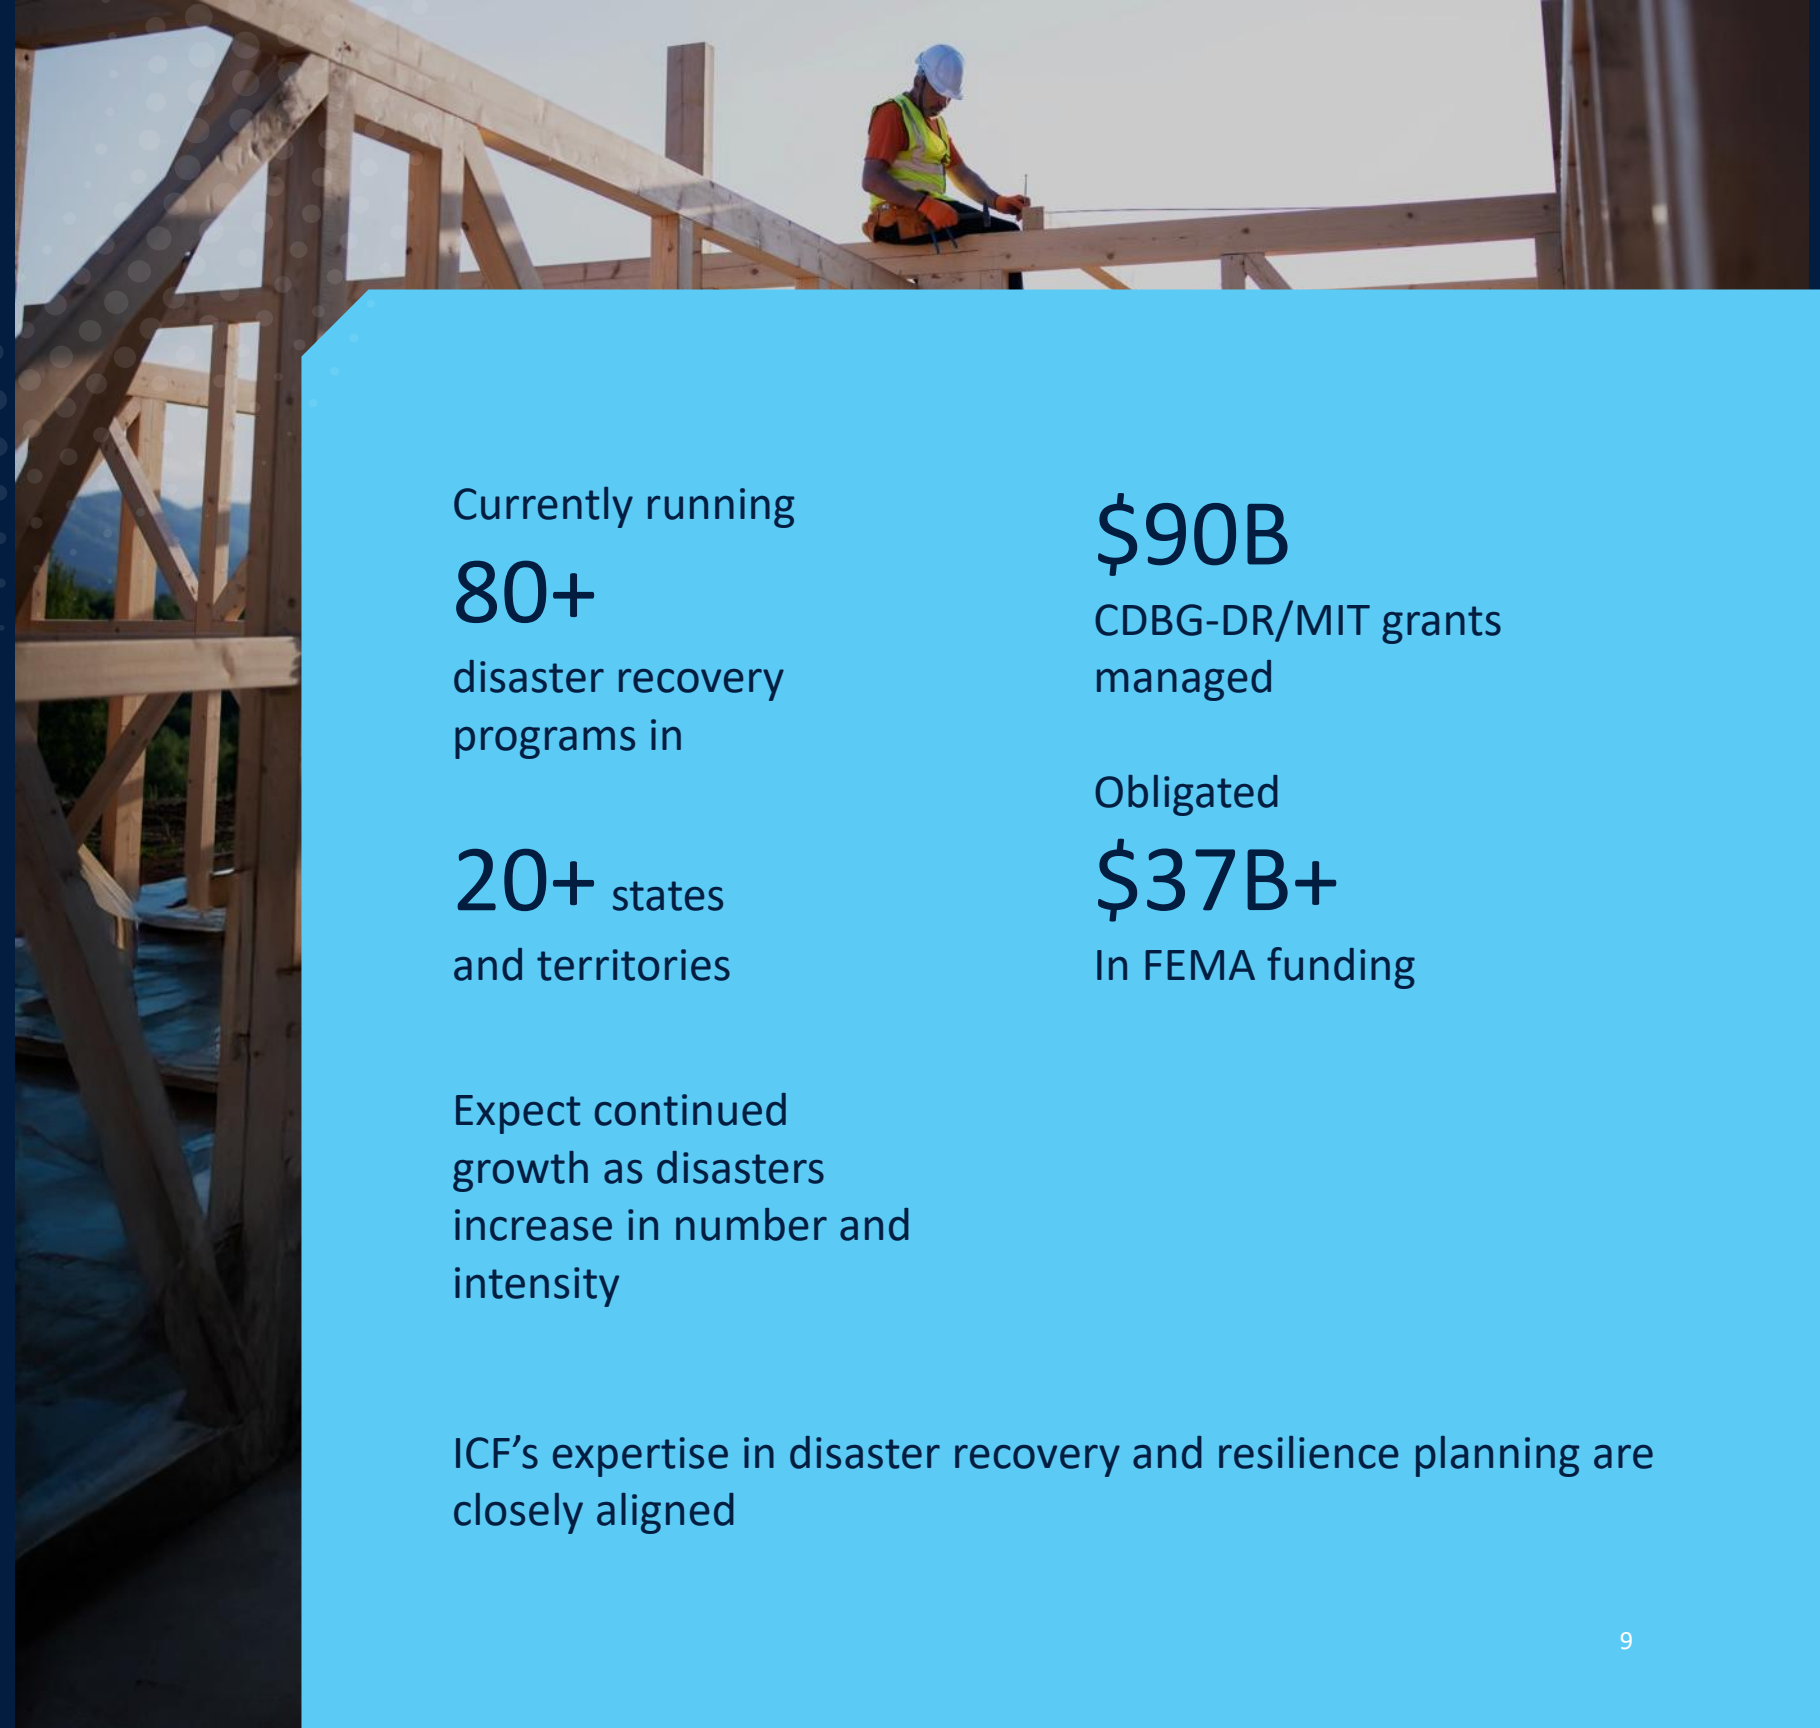 Currently running
80+
disaster recovery
programs in
20+ states
and territories
Expect continued
growth as disasters
increase in number and
intensity
$90B
CDBG-DR/MIT grants
managed
Obligated
$37B+
In FEMA funding
ICF’s expertise in disaster recovery and resilience planning are
closely aligned
9